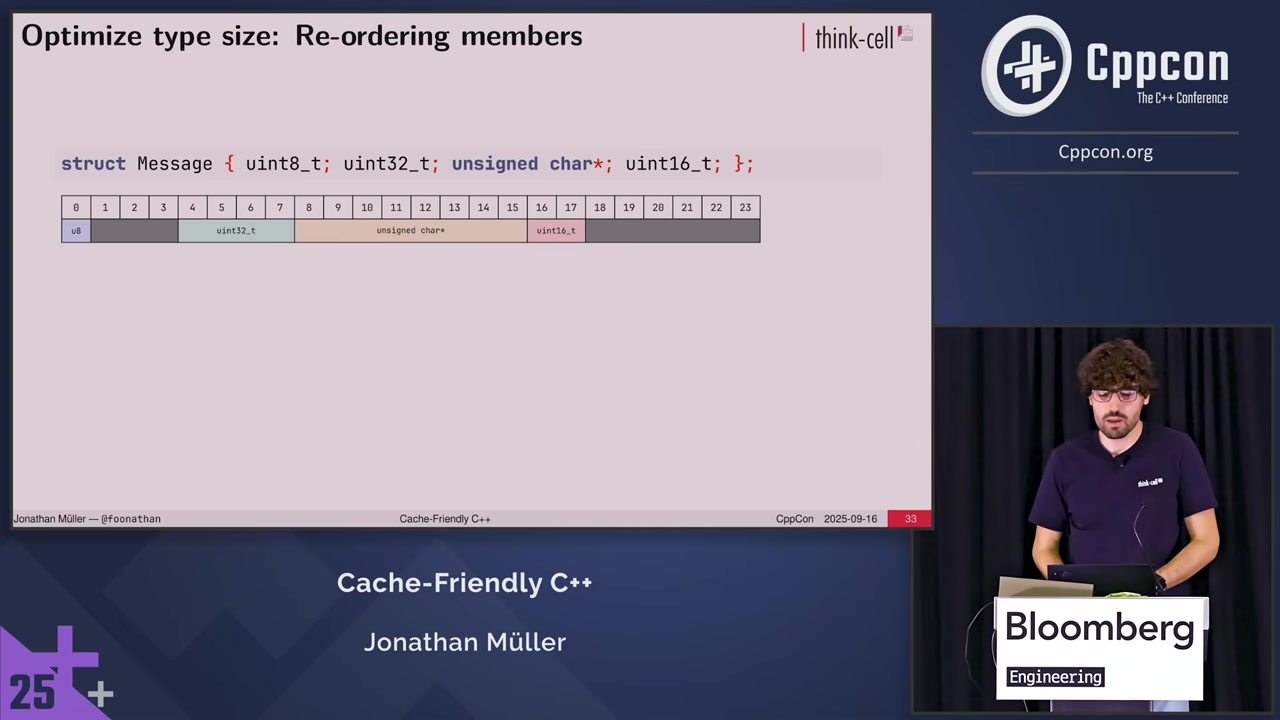 Optimize type size: Re-ordering members
think-cell
struct Message { uint8_t; uint32_t; unsigned char*; uint16_t; };
0 1 2 3 4 5 6 7 8 9 10 11 12 13 14 15 16 17 18 19 20 21 22 23
u8 uint32_t unsigned char* uint16_t
Jonathan Müller — @foonathan Cache-Friendly C++ CppCon 2025-09-16 33
Cppcon
The C++ Conference
Cppcon.org
think-cell
Bloomberg
Engineering
Cache-Friendly C++
Jonathan Müller
25